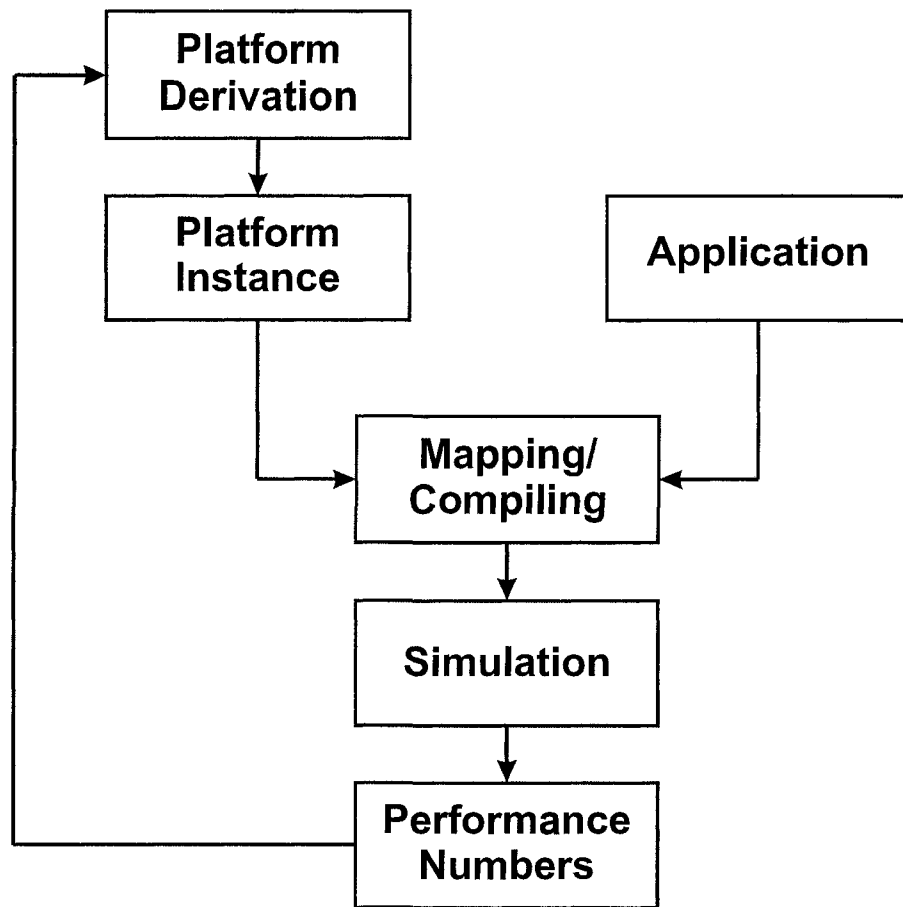 Platform
Derivation
Platform
Instance
Application
Mapping/
Compiling
Simulation
Performance
Numbers